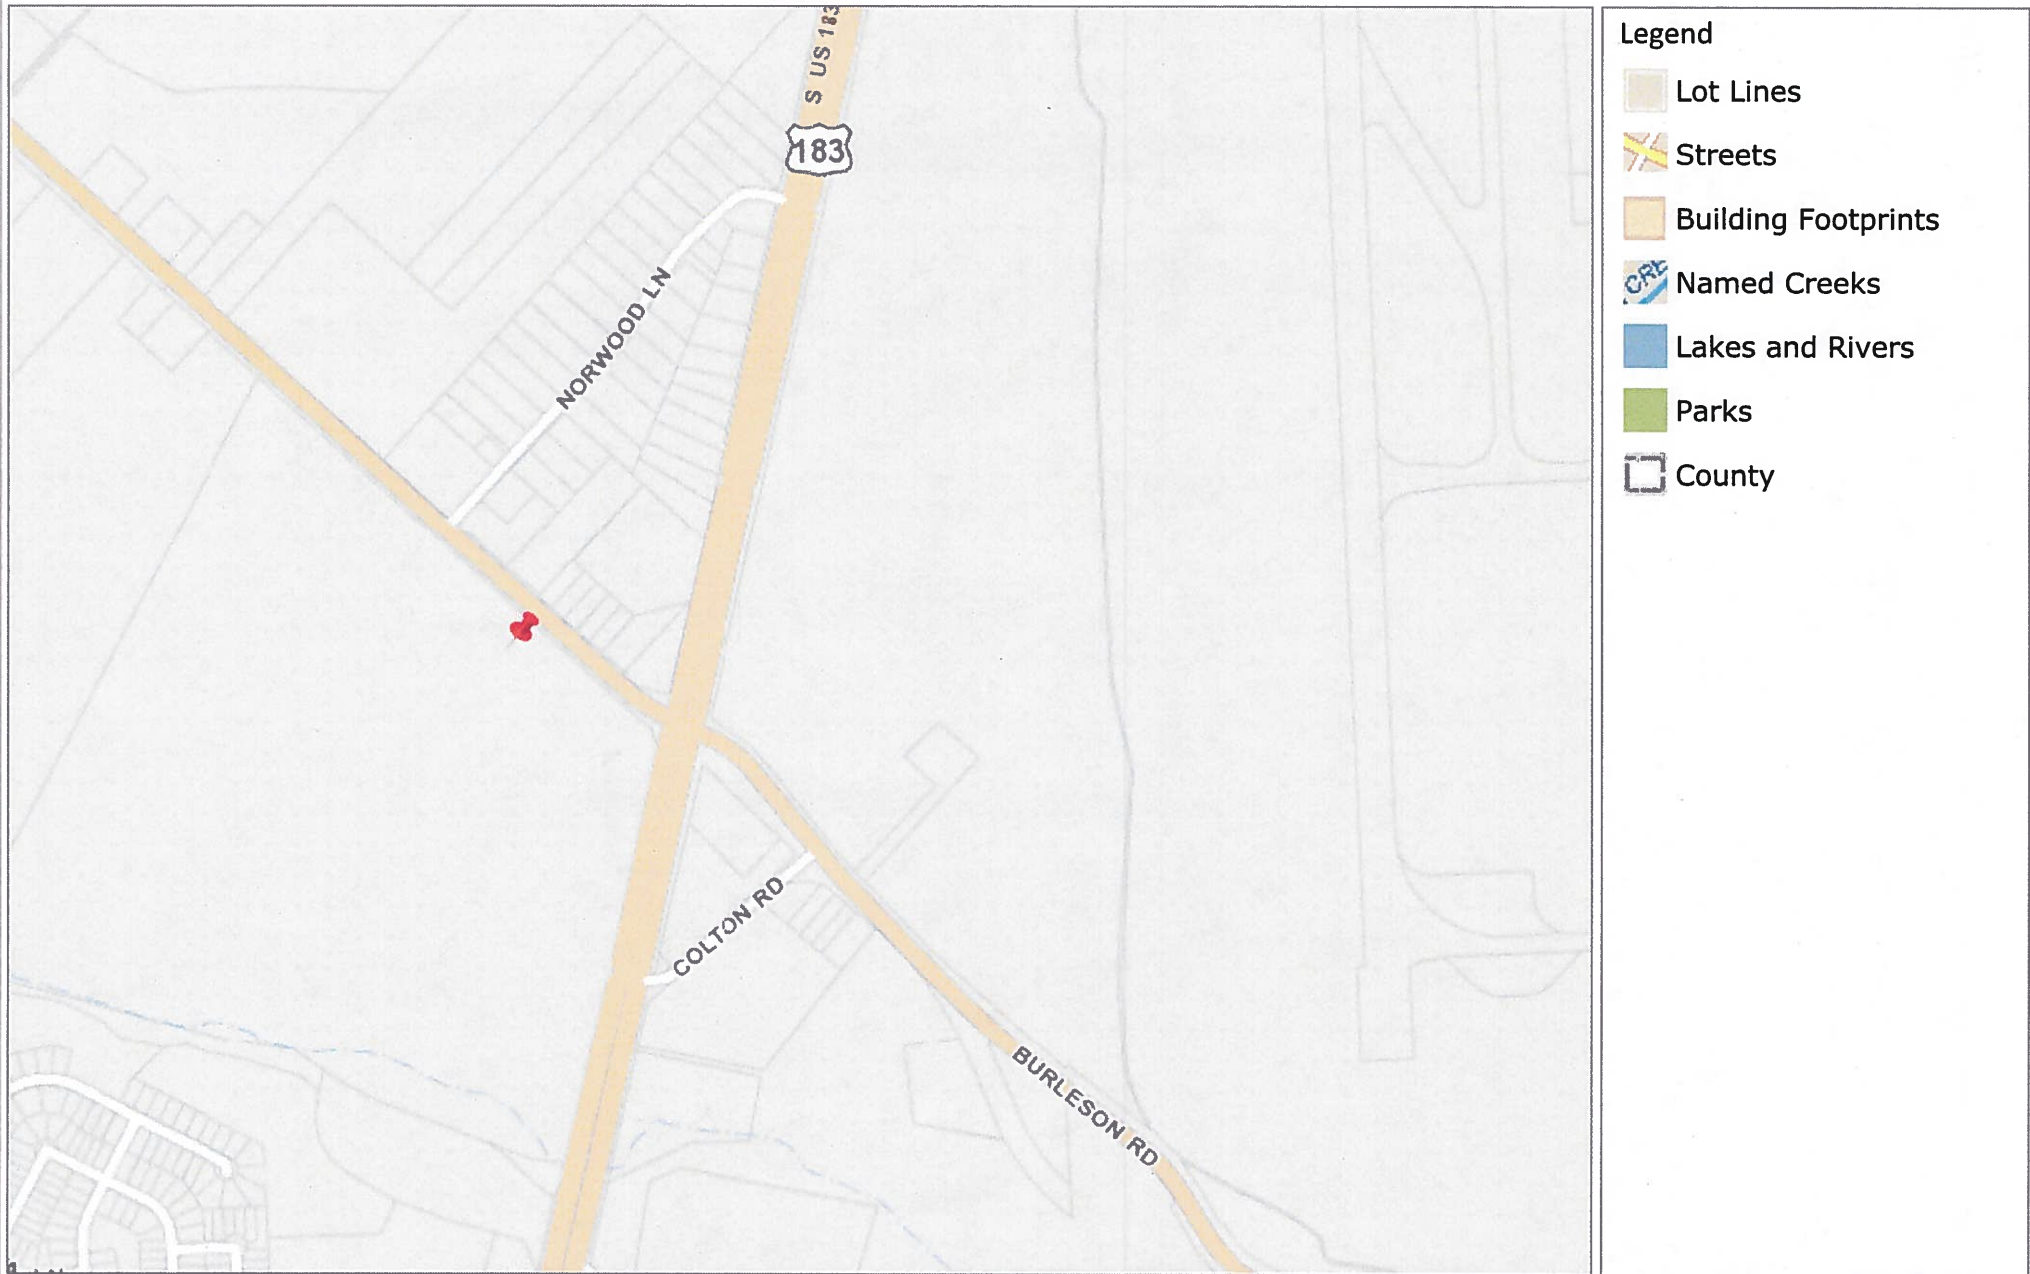 S US 183
183
NORWOOD LN
COLTON RD
BURLESON RD
Legend
Lot Lines
Streets
Building Footprints
CRE
Named Creeks
Lakes and Rivers
Parks
County